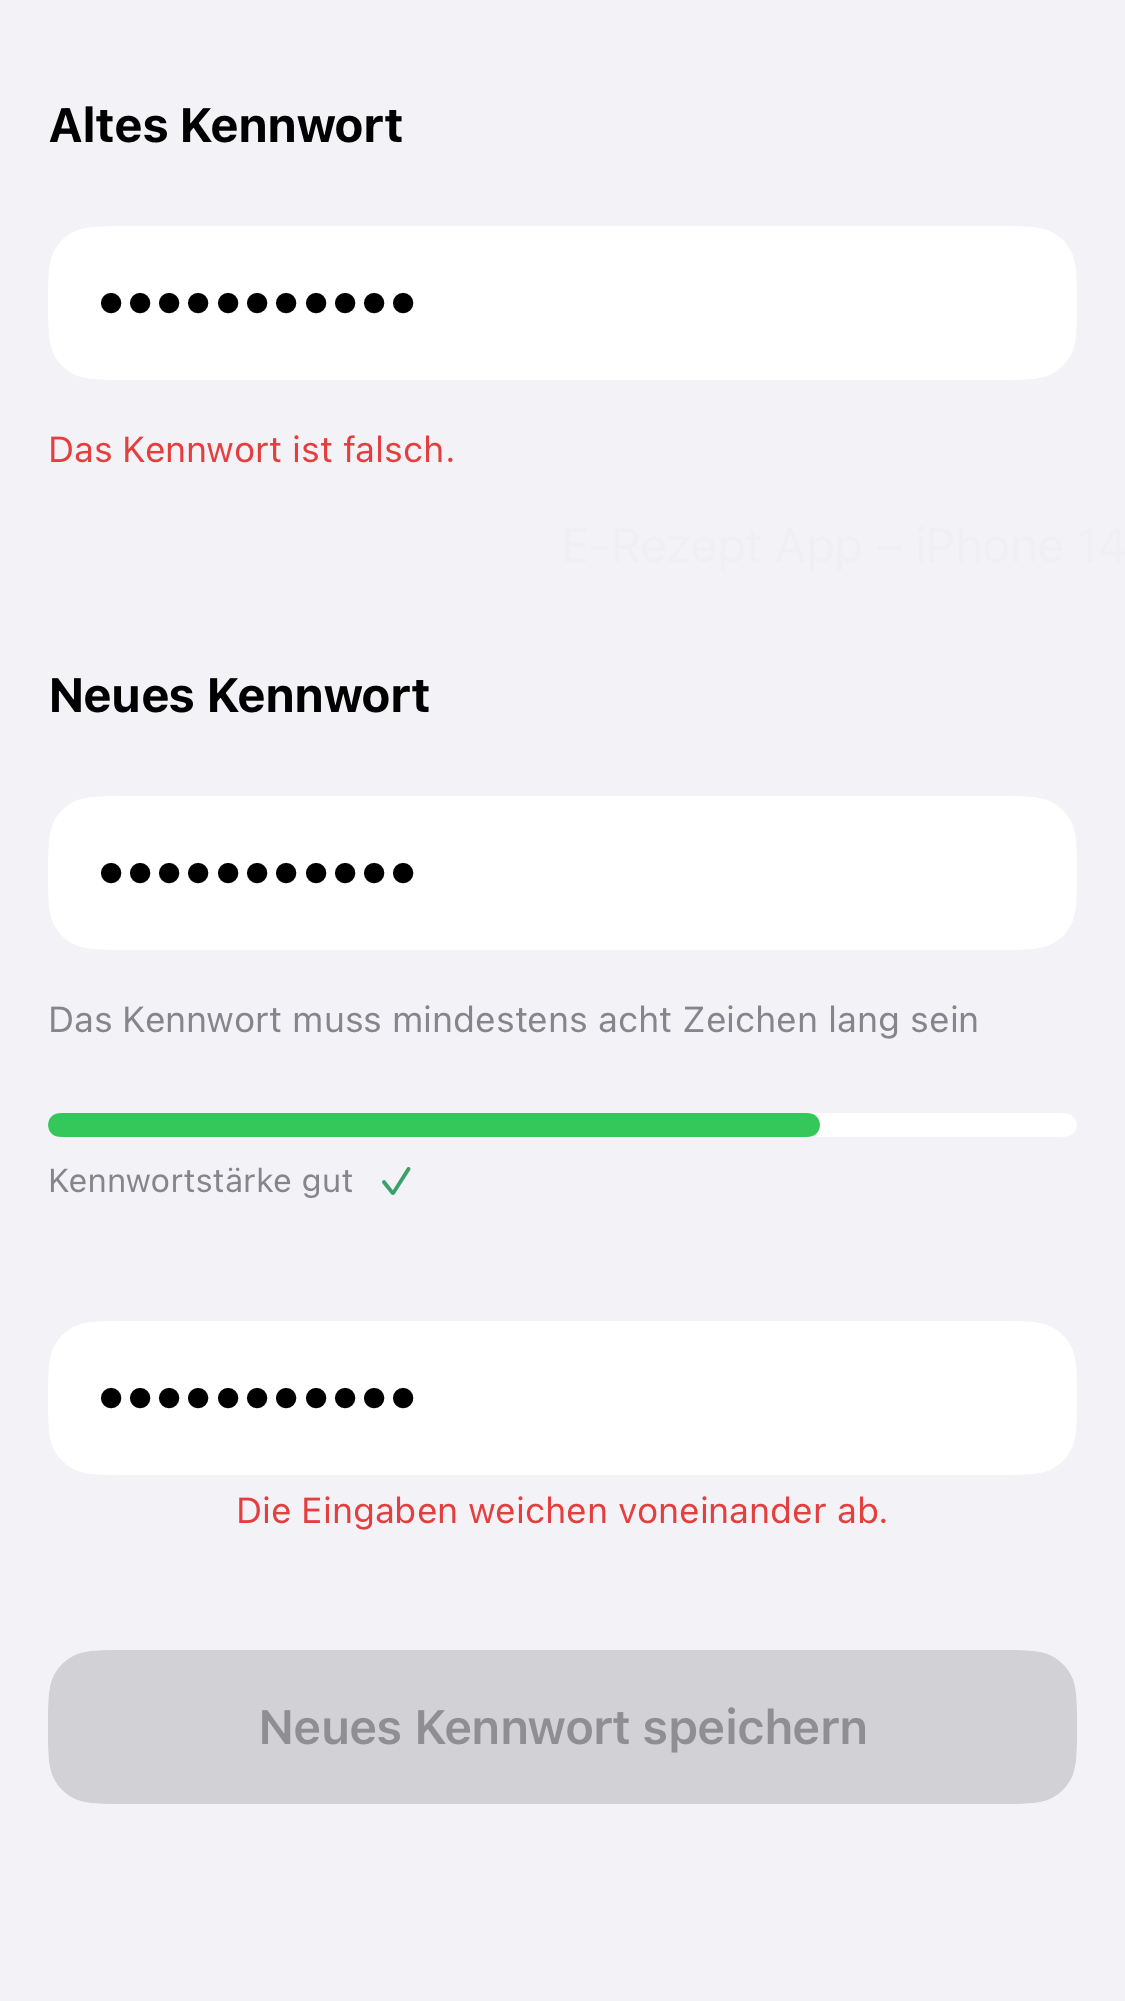 Altes Kennwort
•••••••••••
Das Kennwort ist falsch.
E-Rezept App – iPhone 14
Neues Kennwort
•••••••••••
Das Kennwort muss mindestens acht Zeichen lang sein
Kennwortstärke gut
•••••••••••
Die Eingaben weichen voneinander ab.
Neues Kennwort speichern